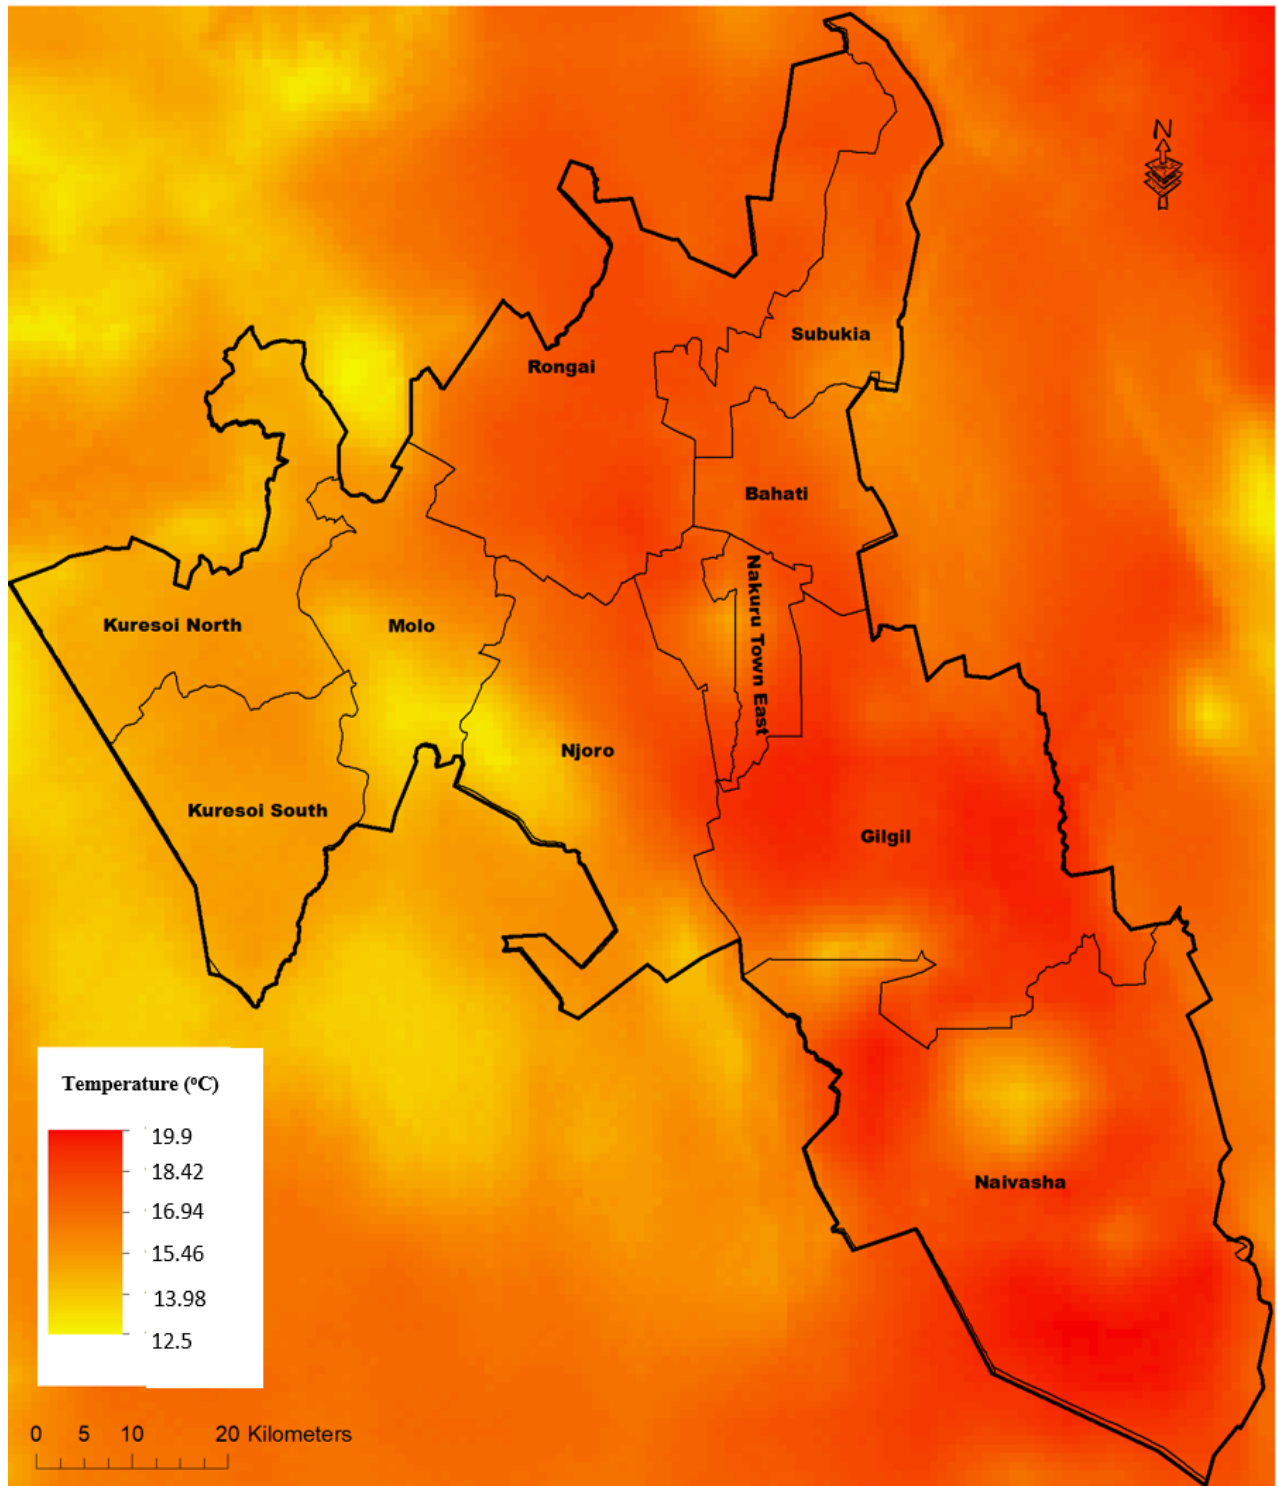 N
Subukia
Rongai
Bahati
Nakuru Town East
Kuresoi North
Molo
Njoro
Kuresoi South
Gilgil
Naivasha
Temperature (°C)
19.9
18.42
16.94
15.46
13.98
12.5
0 5 10 20 Kilometers